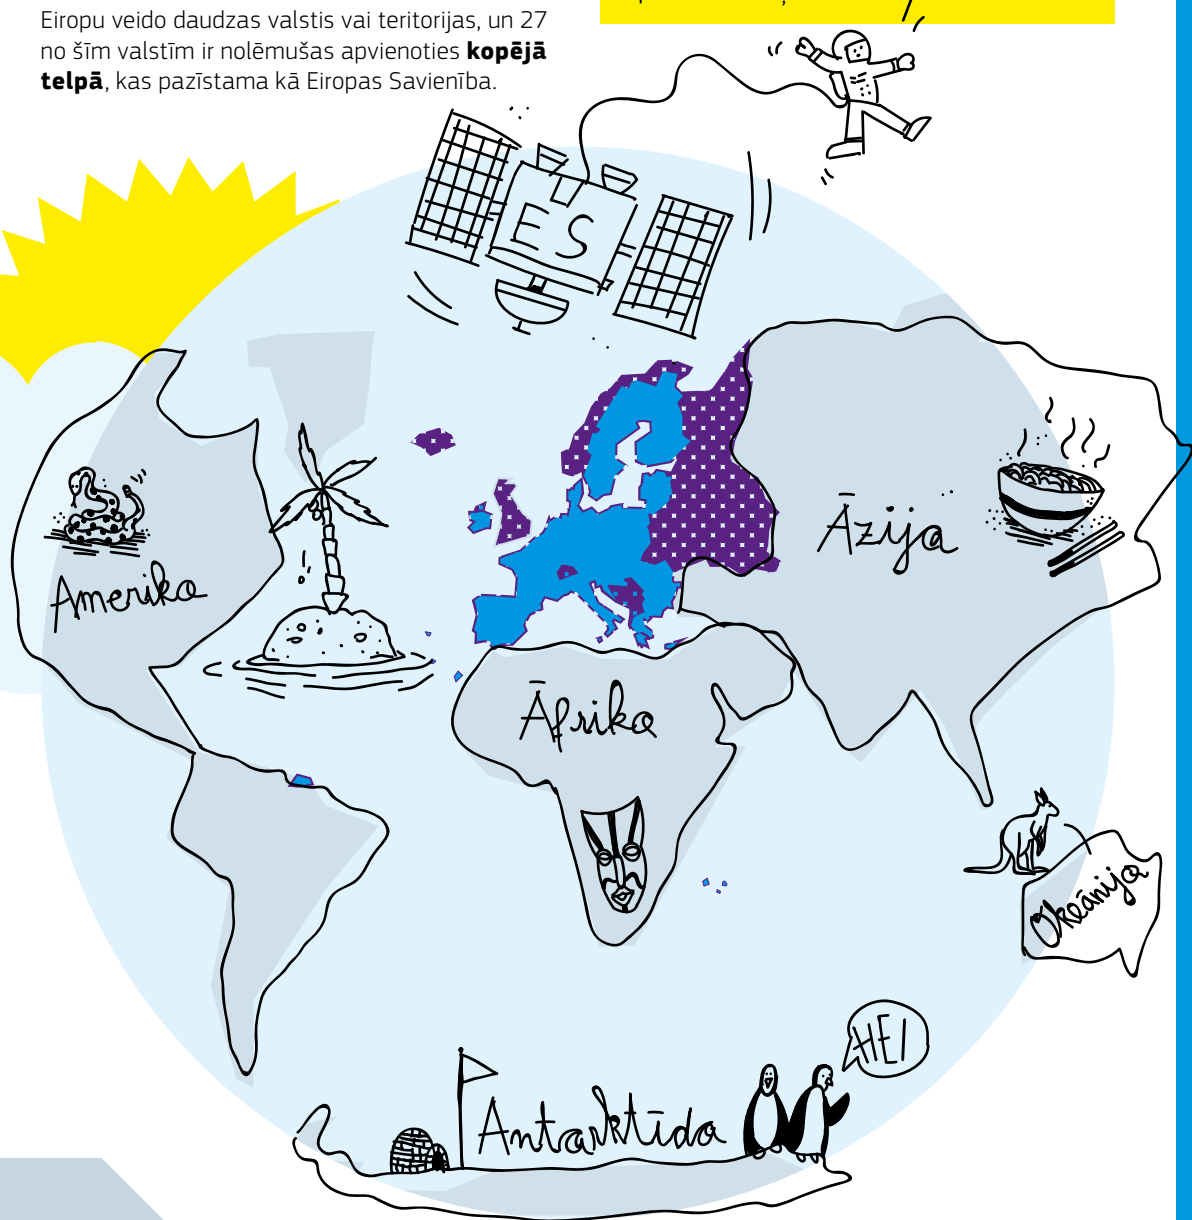 Eiropu veido daudzas valstis vai teritorijas, un 27
no šīm valstīm ir nolēmušas apvienoties kopējā
telpā, kas pazīstama kā Eiropas Savienība.
ES
Amerika
Āzija
Āfrika
Okeānija
HEI
Antarktīda